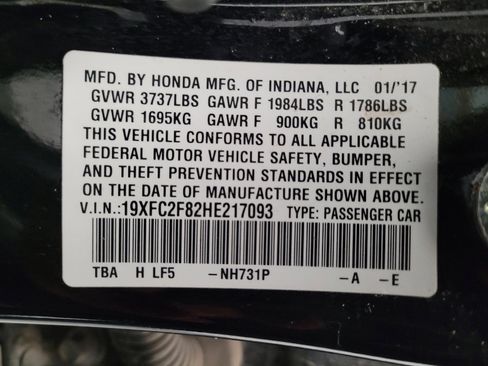 MFD. BY HONDA MFG. OF INDIANA, LLC 01/'17
GVWR 3737LBS GAWR F 1984LBS R 1786LBS
GVWR 1695KG GAWR F 900KG R 810KG
THIS VEHICLE CONFORMS TO ALL APPLICABLE
FEDERAL MOTOR VEHICLE SAFETY, BUMPER,
AND THEFT PREVENTION STANDARDS IN EFFECT
ON THE DATE OF MANUFACTURE SHOWN ABOVE.
V.I.N.:19XFC2F82HE217093 TYPE: PASSENGER CAR
TBA H LF5 -NH731P -A -E